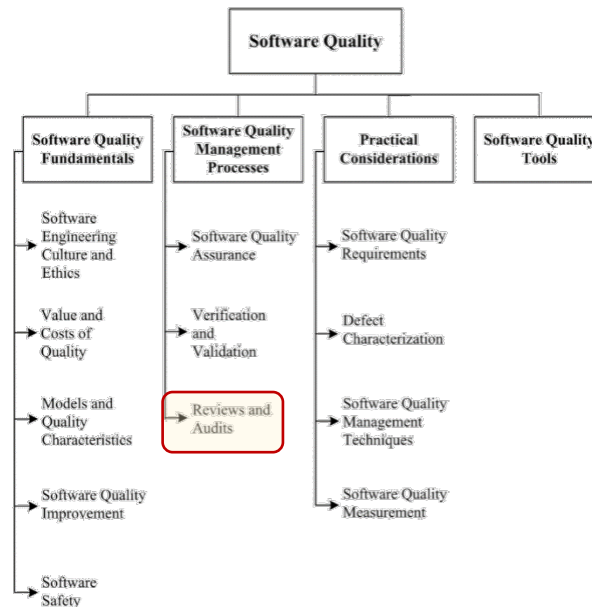 Software Quality
Software Quality
Fundamentals
Software Engineering
Culture and
Ethics
Value and
Costs of
Quality
Models and
Quality
Characteristics
Software Quality
Improvement
Software
Safety
Software Quality
Management
Processes
Software Quality
Assurance
Verification
and
Validation
Reviews and
Audits
Practical
Considerations
Software Quality
Requirements
Defect
Characterization
Software Quality
Management
Techniques
Software Quality
Measurement
Software Quality
Tools